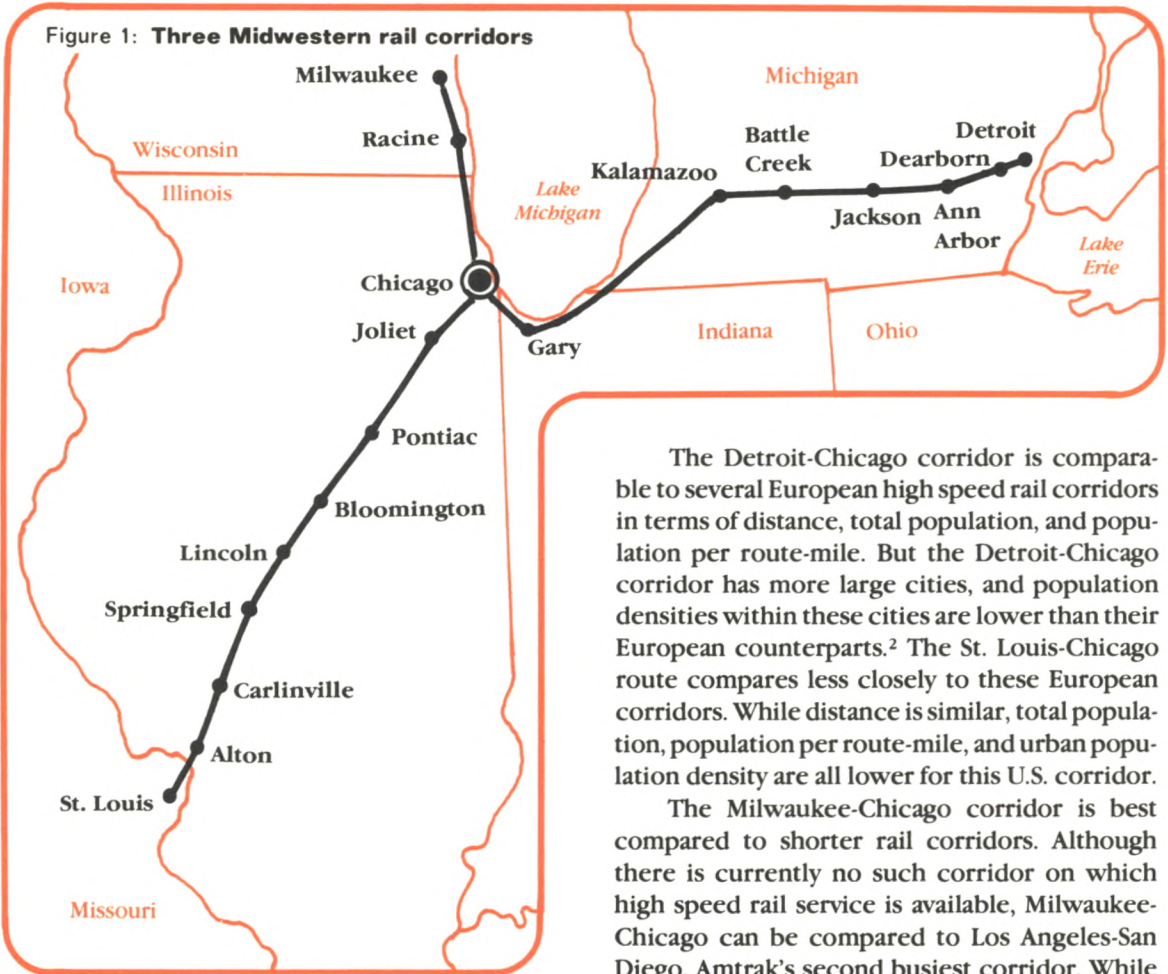 Figure 1: Three Midwestern rail corridors
Milwaukee
Racine
Wisconsin
Illinois
Iowa
Lake
Michigan
Michigan
Kalamazoo
Battle
Creek
Jackson
Ann
Arbor
Dearborn
Detroit
Lake
Erie
Chicago
Gary
Indiana
Ohio
Joliet
Pontiac
Bloomington
Lincoln
Springfield
Carlinville
Alton
St. Louis
Missouri
The Detroit-Chicago corridor is compara-
ble to several European high speed rail corridors
in terms of distance, total population, and popu-
lation per route-mile. But the Detroit-Chicago
corridor has more large cities, and population
densities within these cities are lower than their
European counterparts.² The St. Louis-Chicago
route compares less closely to these European
corridors. While distance is similar, total popula-
tion, population per route-mile, and urban popu-
lation density are all lower for this U.S. corridor.
The Milwaukee-Chicago corridor is best
compared to shorter rail corridors. Although
there is currently no such corridor on which
high speed rail service is available, Milwaukee-
Chicago can be compared to Los Angeles-San
Diego, Amtrak's second busiest corridor. While